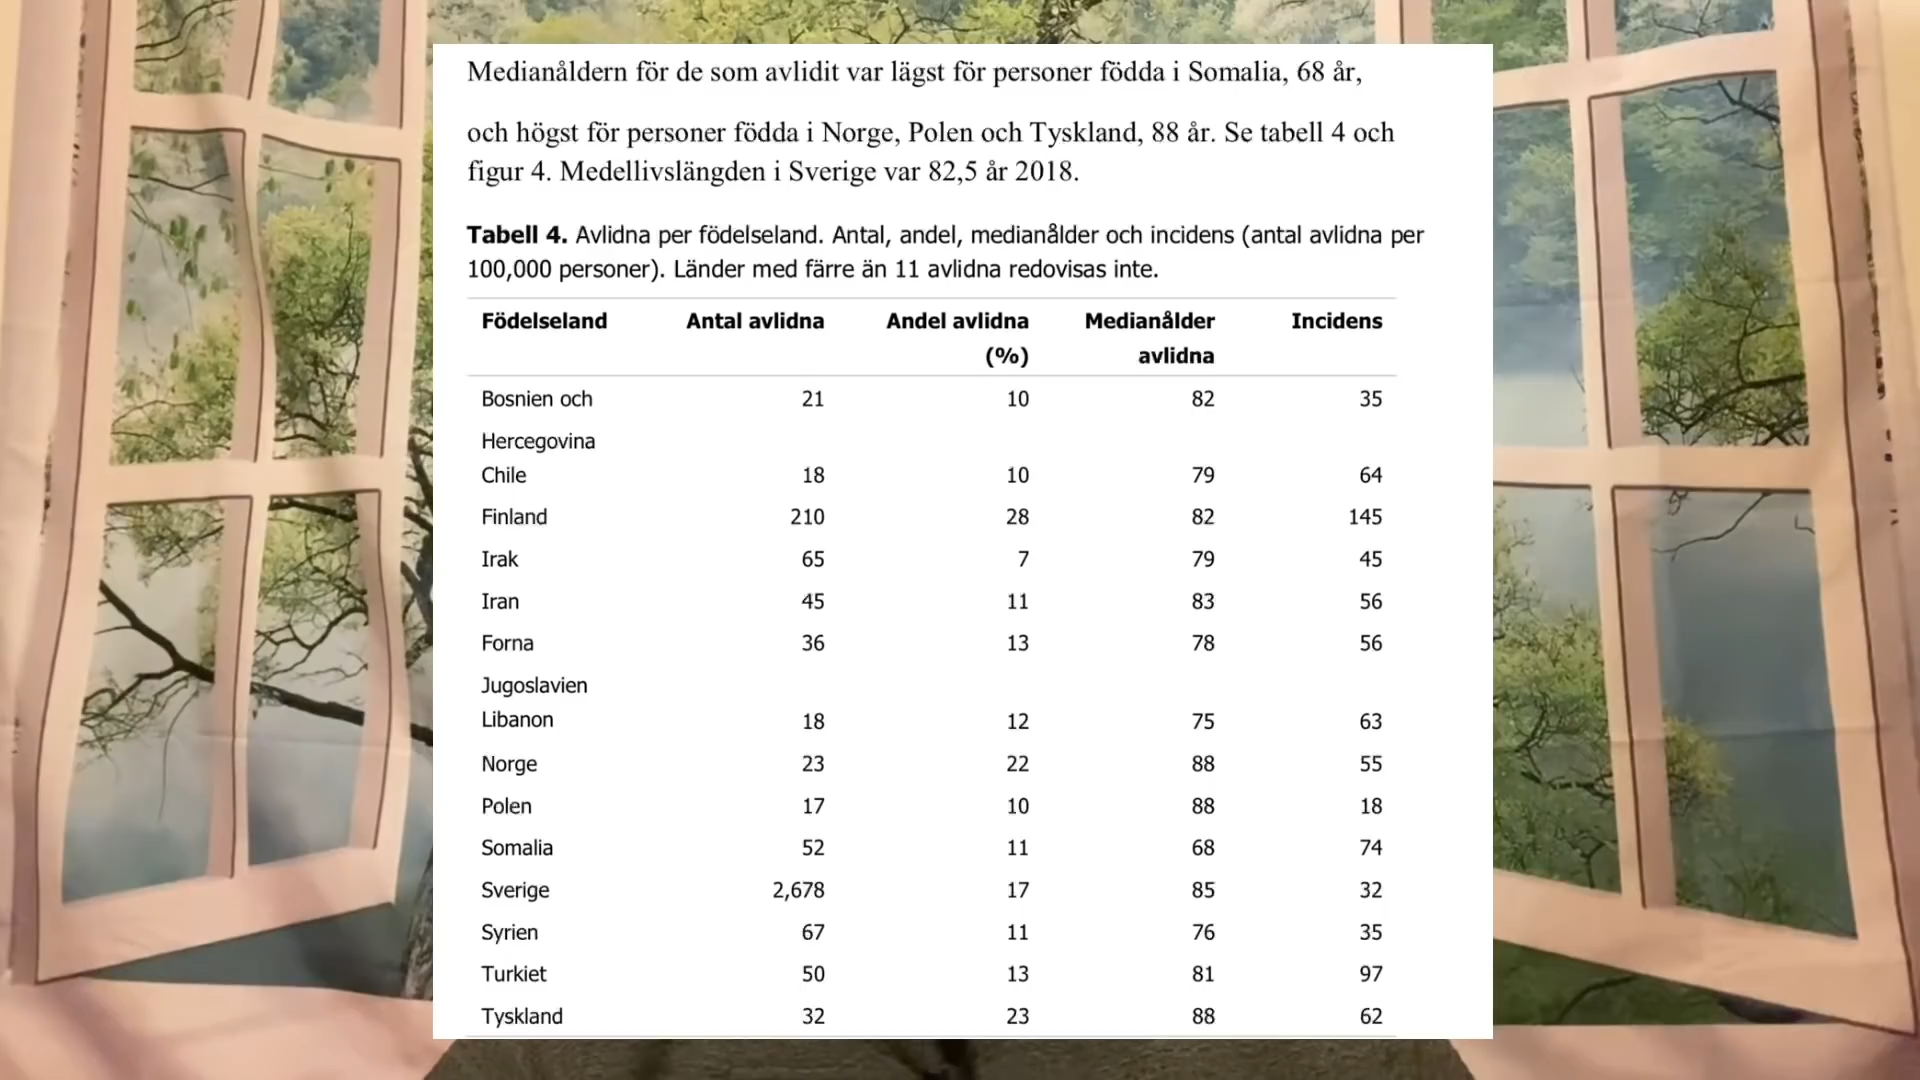 Medianåldern för de som avlidit var lägst för personer födda i Somalia, 68 år,
och högst för personer födda i Norge, Polen och Tyskland, 88 år. Se tabell 4 och
figur 4. Medellivslängden i Sverige var 82,5 år 2018.
Tabell 4. Avlidna per födelseland. Antal, andel, medianålder och incidens (antal avlidna per
100,000 personer). Länder med färre än 11 avlidna redovisas inte.
Födelseland Antal avlidna Andel avlidna Medianålder Incidens
(%) avlidna
Bosnien och 21 10 82 35
Hercegovina
Chile 18 10 79 64
Finland 210 28 82 145
Irak 65 7 79 45
Iran 45 11 83 56
Forna 36 13 78 56
Jugoslavien
Libanon 18 12 75 63
Norge 23 22 88 55
Polen 17 10 88 18
Somalia 52 11 68 74
Sverige 2,678 17 85 32
Syrien 67 11 76 35
Turkiet 50 13 81 97
Tyskland 32 23 88 62